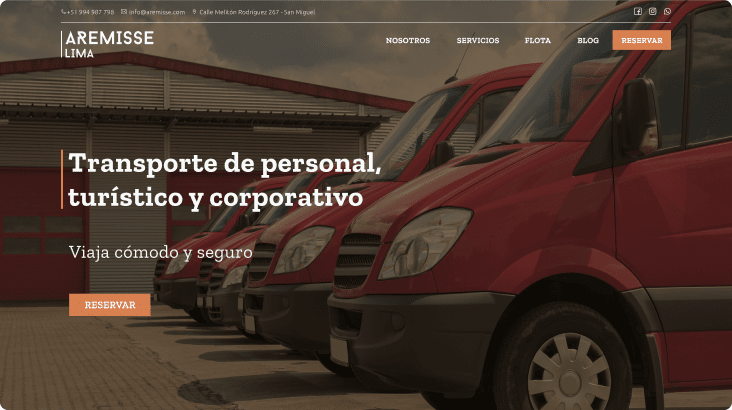 +51 994 987 798 info@aremisse.com Calle Melitón Rodríguez 267 - San Miguel
AREMISSE
LIMA
NOSOTROS SERVICIOS FLOTA BLOG RESERVAR
Transporte de personal,
turístico y corporativo
Viaja cómodo y seguro
RESERVAR